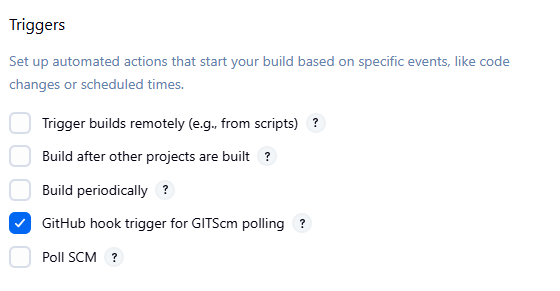 Triggers
Set up automated actions that start your build based on specific events, like code
changes or scheduled times.
Trigger builds remotely (e.g., from scripts) ?
Build after other projects are built ?
Build periodically ?
GitHub hook trigger for GITScm polling ?
Poll SCM ?